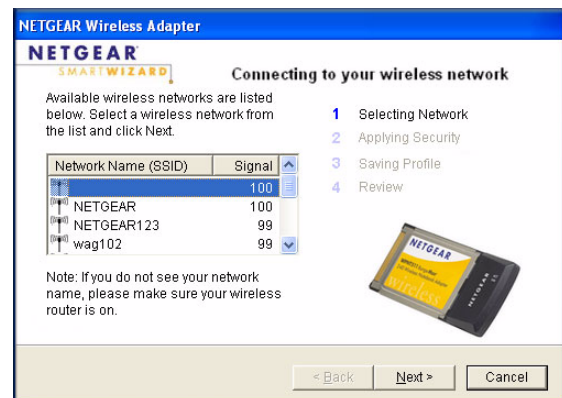 NETGEAR Wireless Adapter
NETGEAR
SMARTWIZARD
Connecting to your wireless network
Available wireless networks are listed
below. Select a wireless network from
the list and click Next.
Network Name (SSID) Signal
100
NETGEAR 100
NETGEAR123 99
wag102 99
Note: If you do not see your network
name, please make sure your wireless
router is on.
1 Selecting Network
2 Applying Security
3 Saving Profile
4 Review
NETGEAR
wireless
NETGEAR
< Back Next > Cancel